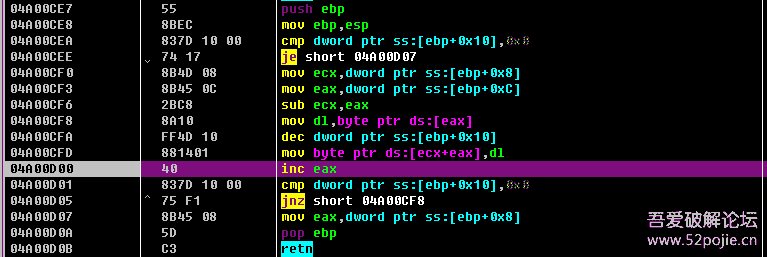 04A00CE7 55 push ebp
04A00CE8 8BEC mov ebp,esp
04A00CEA 837D 10 00 cmp dword ptr ss:[ebp+0x10],0x0
04A00CEE 74 17 je short 04A00D07
04A00CF0 8B4D 08 mov ecx,dword ptr ss:[ebp+0x8]
04A00CF3 8B45 0C mov eax,dword ptr ss:[ebp+0xC]
04A00CF6 2BC8 sub ecx,eax
04A00CF8 8A10 mov dl,byte ptr ds:[eax]
04A00CFA FF4D 10 dec dword ptr ss:[ebp+0x10]
04A00CFD 881401 mov byte ptr ds:[ecx+eax],dl
04A00D00 40 inc eax
04A00D01 837D 10 00 cmp dword ptr ss:[ebp+0x10],0x0
04A00D05 75 F1 jnz short 04A00CF8
04A00D07 8B45 08 mov eax,dword ptr ss:[ebp+0x8]
04A00D0A 5D pop ebp
04A00D0B C3 retn
吾爱破解论坛
www.52pojie.cn